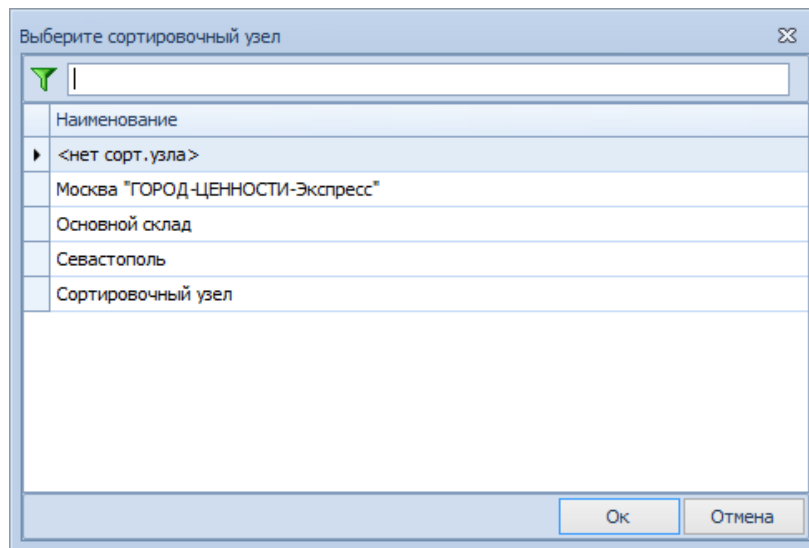 Выберите сортировочный узел
Наименование
<нет сорт.узла>
Москва "ГОРОД-ЦЕННОСТИ-Экспресс"
Основной склад
Севастополь
Сортировочный узел
Ок
Отмена